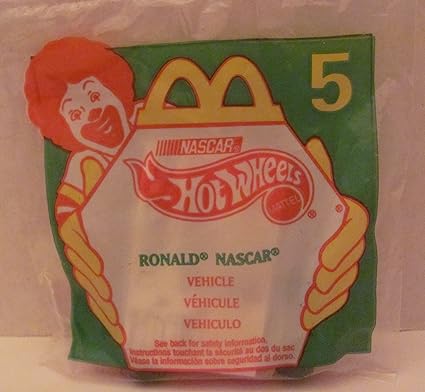 5
NASCAR®
Hot Wheels ®
MATTEL ®
RONALD® NASCAR®
VEHICLE
VÉHICULE
VEHICULO
See back for safety information.
Instructions touchant la sécurité au dos du sac
Véase la información sobre seguridad al dorso.